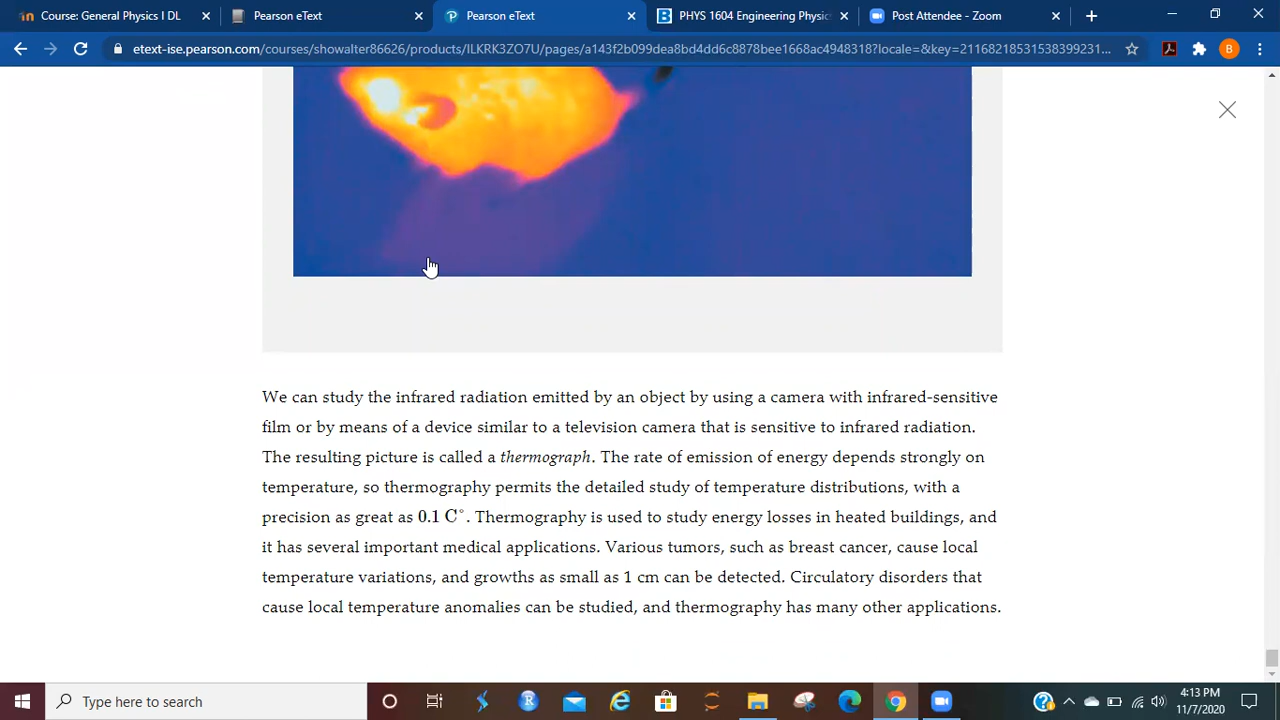 Course: General Physics I DL
Pearson eText
Pearson eText
PHYS 1604 Engineering Physic
Post Attendee - Zoom
etext-ise.pearson.com/courses/showalter86626/products/ILKRK3ZO7U/pages/a143f2b099dea8bd4dd6c8878bee1668ac4948318?locale=&key=21168218531538399231...
B
We can study the infrared radiation emitted by an object by using a camera with infrared-sensitive
film or by means of a device similar to a television camera that is sensitive to infrared radiation.
The resulting picture is called a thermograph. The rate of emission of energy depends strongly on
temperature, so thermography permits the detailed study of temperature distributions, with a
precision as great as 0.1 C°. Thermography is used to study energy losses in heated buildings, and
it has several important medical applications. Various tumors, such as breast cancer, cause local
temperature variations, and growths as small as 1 cm can be detected. Circulatory disorders that
cause local temperature anomalies can be studied, and thermography has many other applications.
Type here to search
4:13 PM
11/7/2020